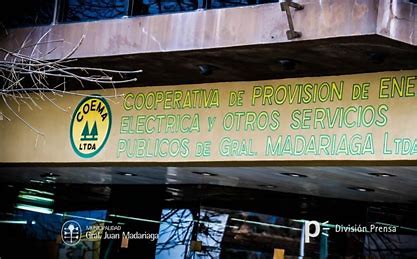 COOPERATIVA DE PROVISION DE ENE
ELECTRICA Y OTROS SERVICIOS
PUBLICOS DE GRAL. MADARIAGA LTDA
COEMA
LTDA
MUNICIPALIDAD
Gral. Juan Madariaga
P
División Prensa